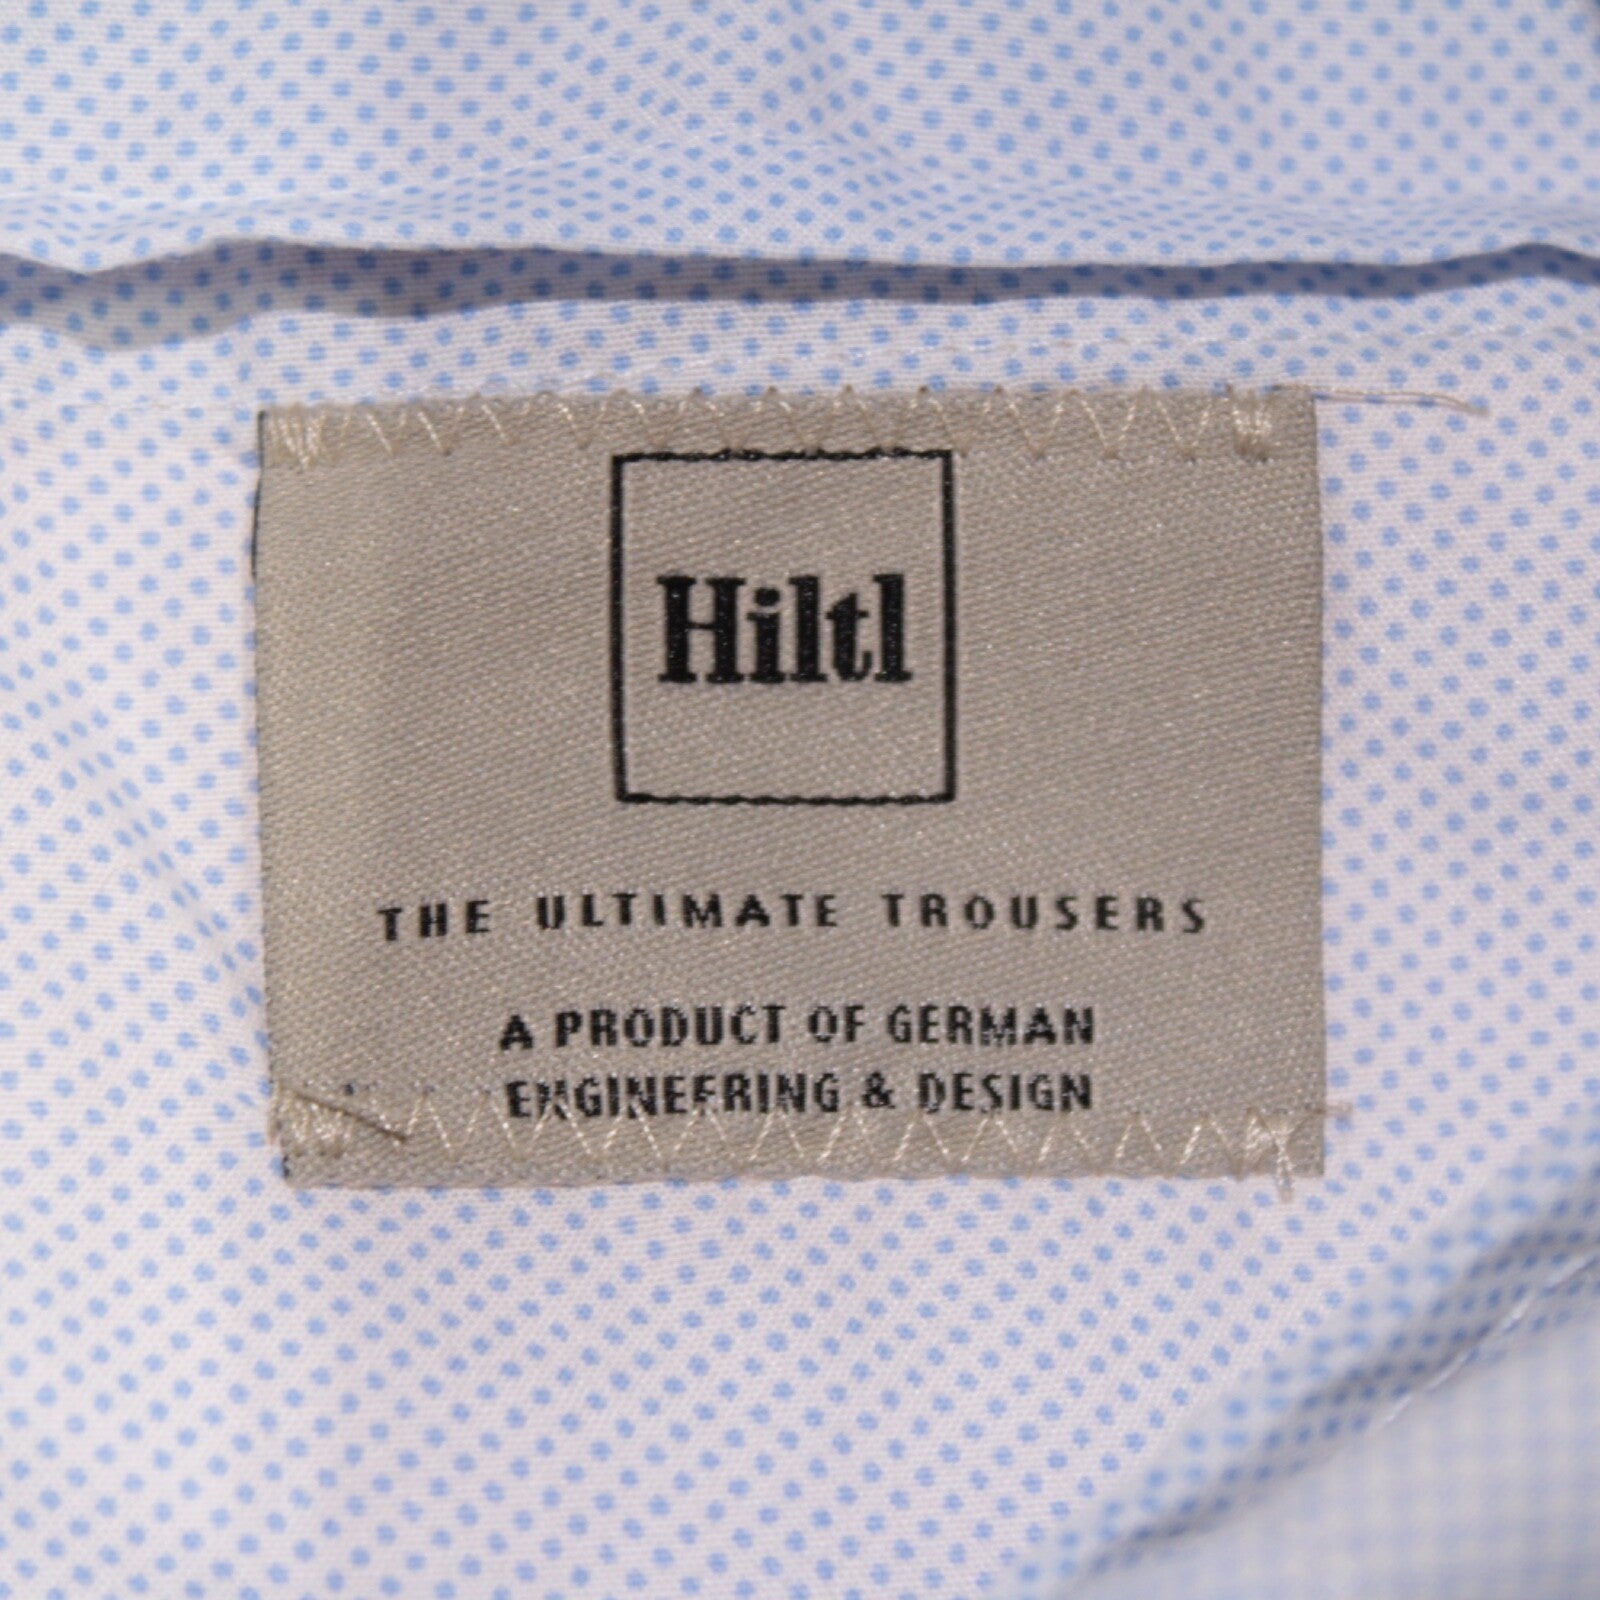 Hiltl
THE ULTIMATE TROUSERS
A PRODUCT OF GERMAN
ENGINEERING & DESIGN